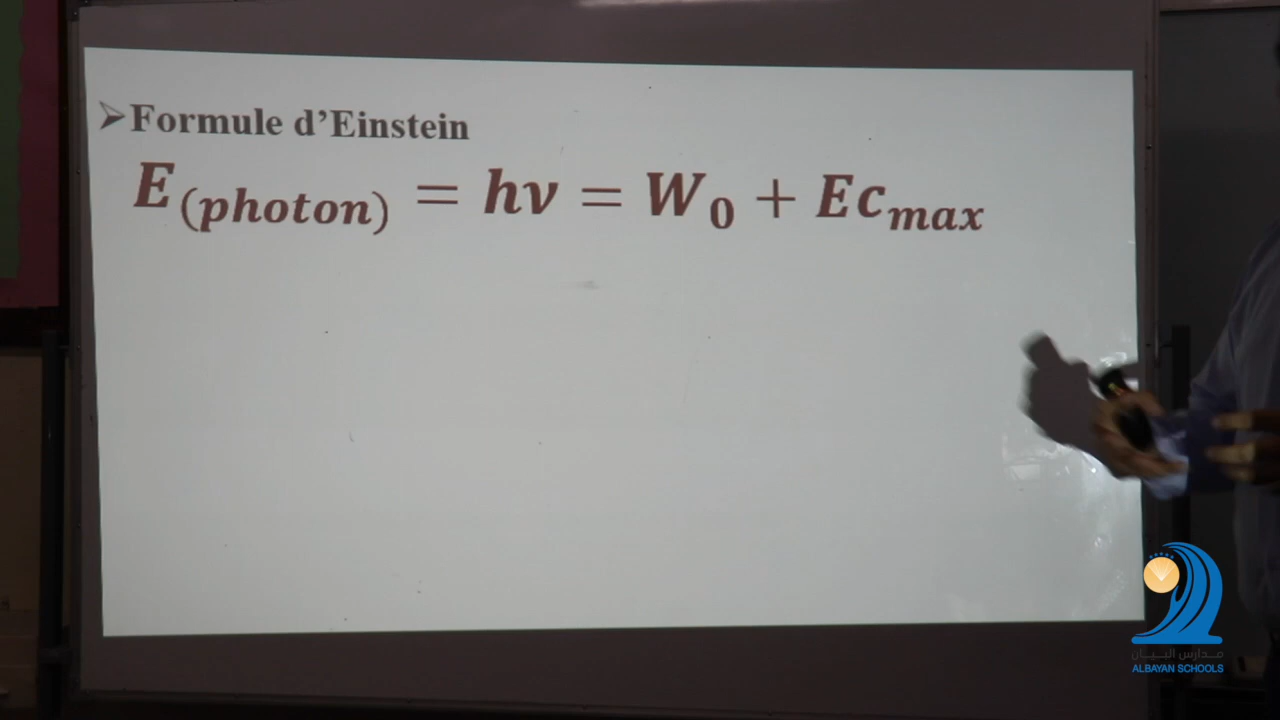 ➢Formule d’Einstein
E(photon) = hν = W0 + Ecmax
مدارس البيان
ALBAYAN SCHOOLS